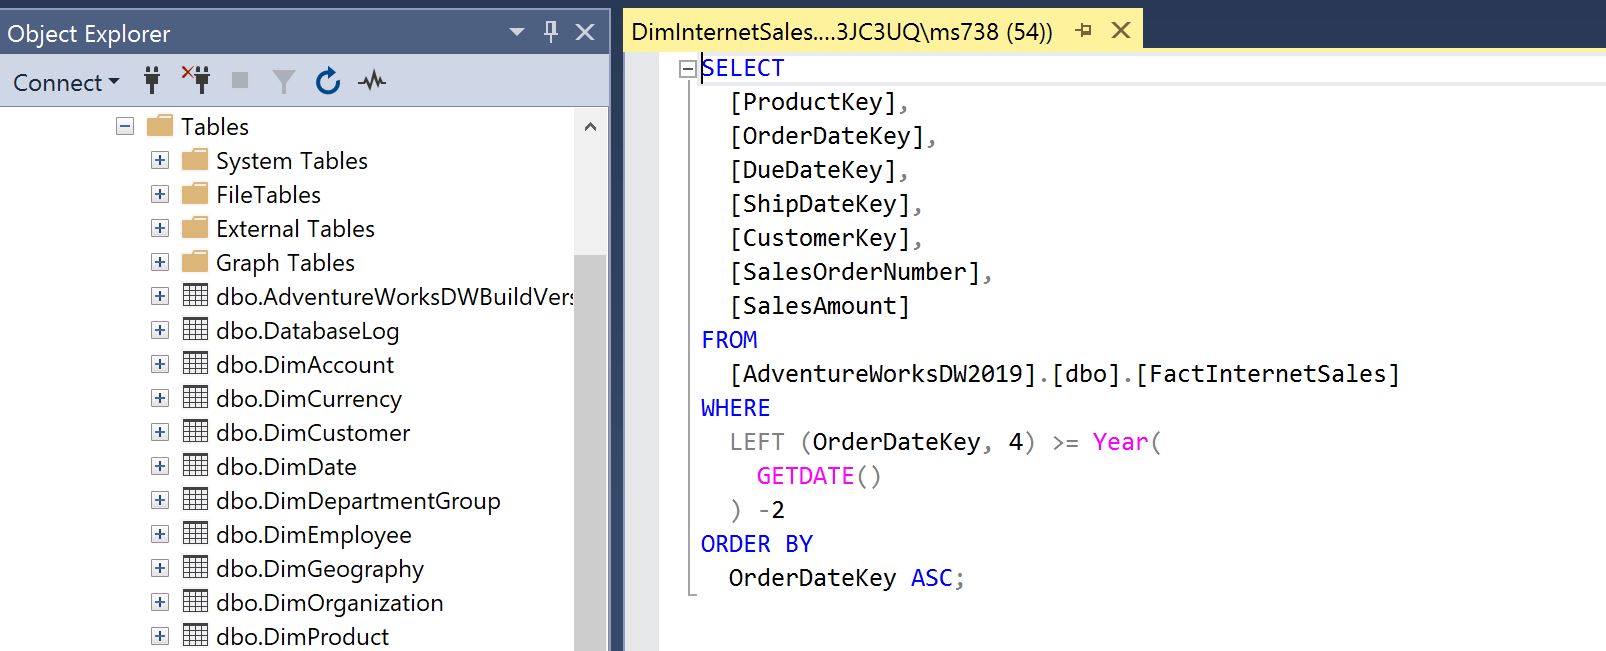 Object Explorer
Connect
Tables
System Tables
FileTables
External Tables
Graph Tables
dbo.AdventureWorksDWBuildVers
dbo.DatabaseLog
dbo.DimAccount
dbo.DimCurrency
dbo.DimCustomer
dbo.DimDate
dbo.DimDepartmentGroup
dbo.DimEmployee
dbo.DimGeography
dbo.DimOrganization
dbo.DimProduct
DimInternetSales....3JC3UQ\ms738 (54))
SELECT
[ProductKey],
[OrderDateKey],
[DueDateKey],
[ShipDateKey],
[CustomerKey],
[SalesOrderNumber],
[SalesAmount]
FROM
[AdventureWorksDW2019].[dbo].[FactInternetSales]
WHERE
LEFT (OrderDateKey, 4) >= Year(
GETDATE()
) -2
ORDER BY
OrderDateKey ASC;